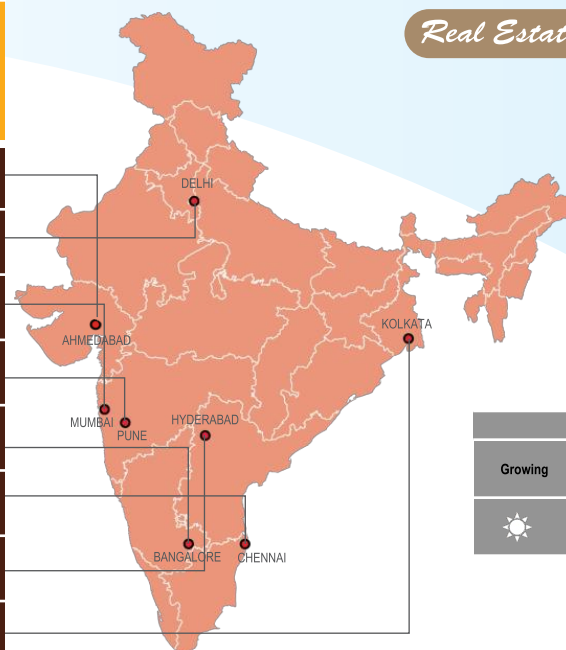 Real Estat
DELHI
KOLKATA
AHMEDABAD
MUMBAI
PUNE
HYDERABAD
Growing
BANGALORE
CHENNAI